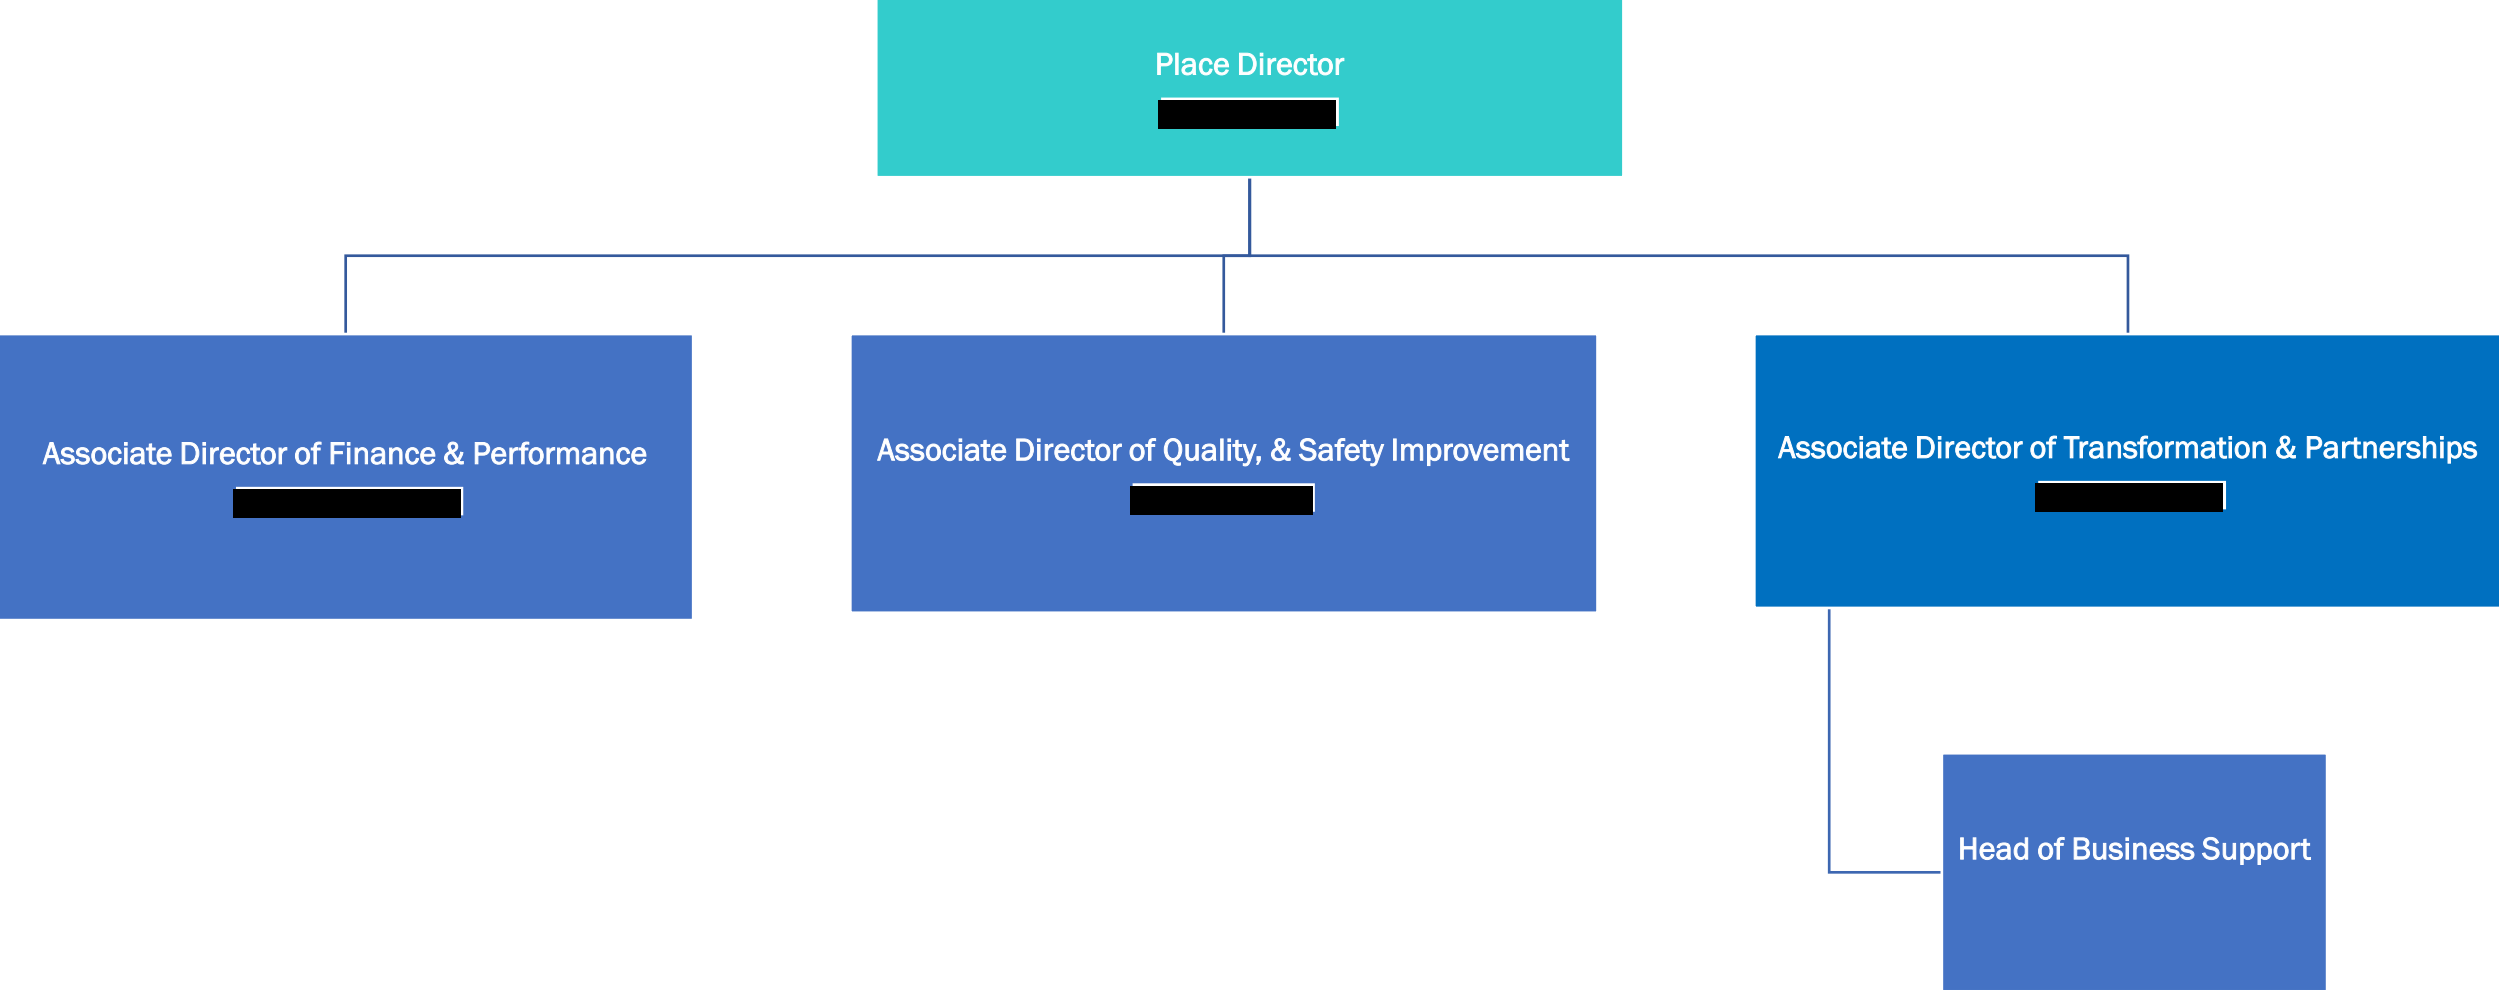 Place Director
Associate Director of Finance & Performance
Associate Director of Quality, & Safety Improvement
Associate Director of Transformation & Partnerships
Head of Business Support